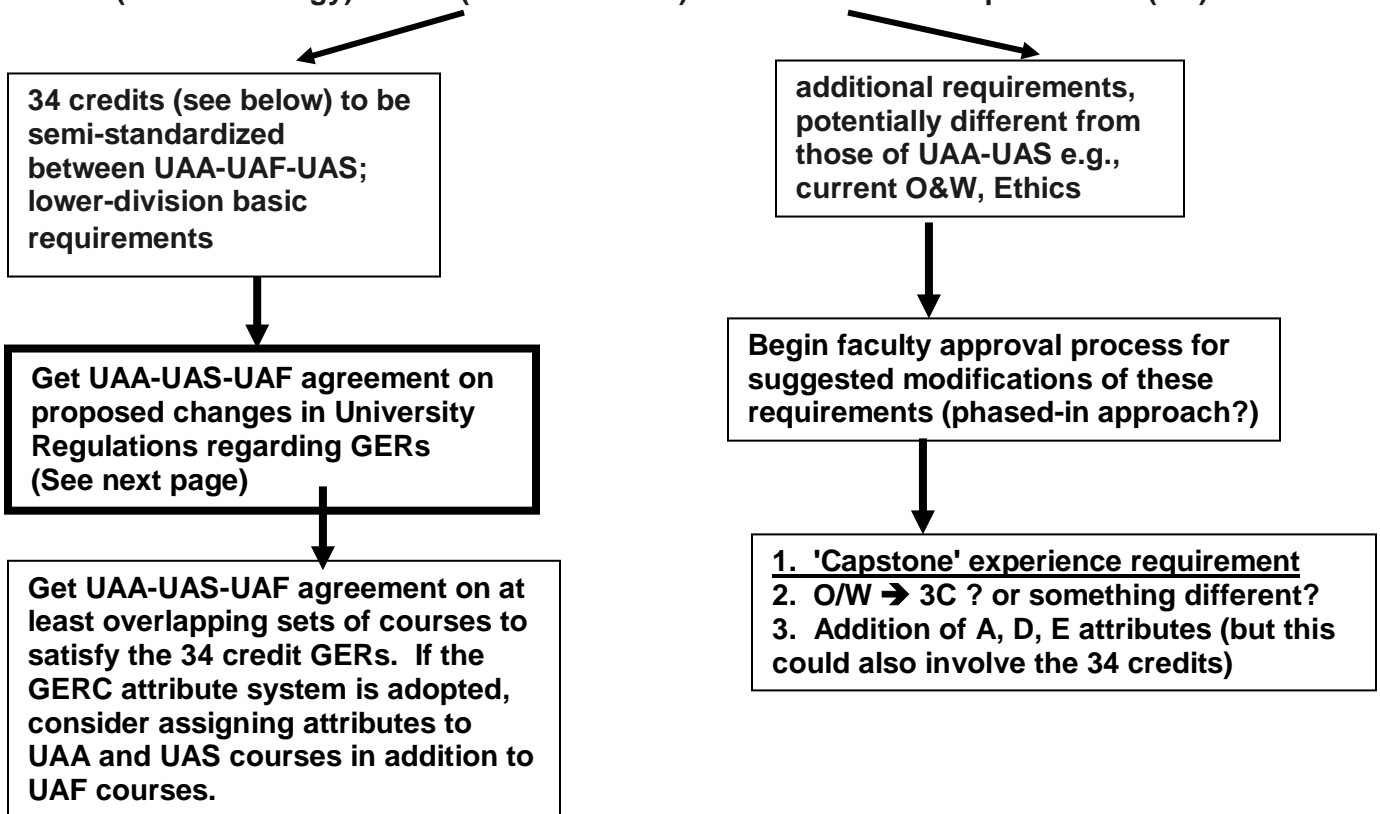 34 credits (see below) to be
semi-standardized
between UAA-UAF-UAS;
lower-division basic
requirements
additional requirements,
potentially different from
those of UAA-UAS e.g.,
current O&W, Ethics
Get UAA-UAS-UAF agreement on
proposed changes in University
Regulations regarding GERs
(See next page)
Begin faculty approval process for
suggested modifications of these
requirements (phased-in approach?)
Get UAA-UAS-UAF agreement on at
least overlapping sets of courses to
satisfy the 34 credit GERs. If the
GERC attribute system is adopted,
consider assigning attributes to
UAA and UAS courses in addition to
UAF courses.
1. 'Capstone' experience requirement
2. O/W ➔ 3C ? or something different?
3. Addition of A, D, E attributes (but this
could also involve the 34 credits)